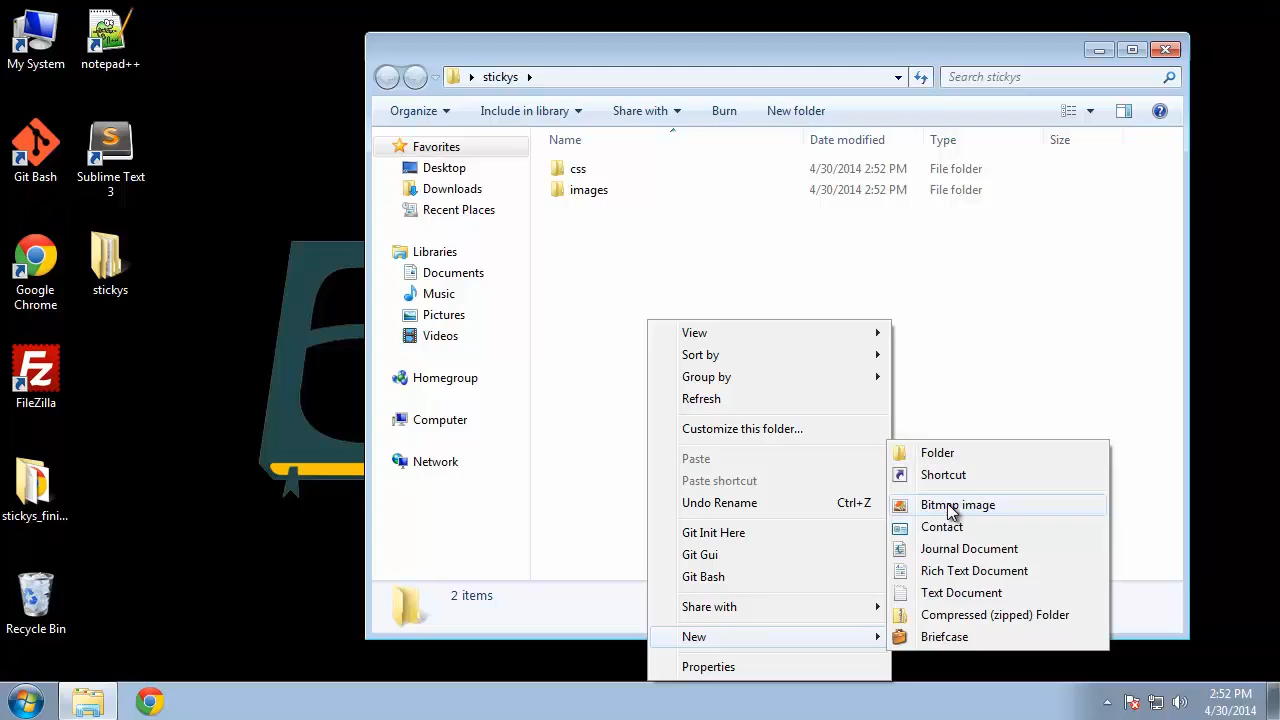 My System
notepad++
Git Bash
Sublime Text
3
Google
Chrome
stickys
FileZilla
stickys_fini...
Recycle Bin
stickys
Search stickys
Organize
Include in library
Share with
Burn
New folder
Name
Date modified
Type
Size
Favorites
Desktop
Downloads
Recent Places
Libraries
Documents
Music
Pictures
Videos
Homegroup
Computer
Network
css 4/30/2014 2:52 PM File folder
images 4/30/2014 2:52 PM File folder
View
Sort by
Group by
Refresh
Customize this folder...
Paste
Paste shortcut
Undo Rename Ctrl+Z
Git Init Here
Git Gui
Git Bash
Share with
New
Properties
Folder
Shortcut
Bitmap image
Contact
Journal Document
Rich Text Document
Text Document
Compressed (zipped) Folder
Briefcase
2 items
2:52 PM
4/30/2014